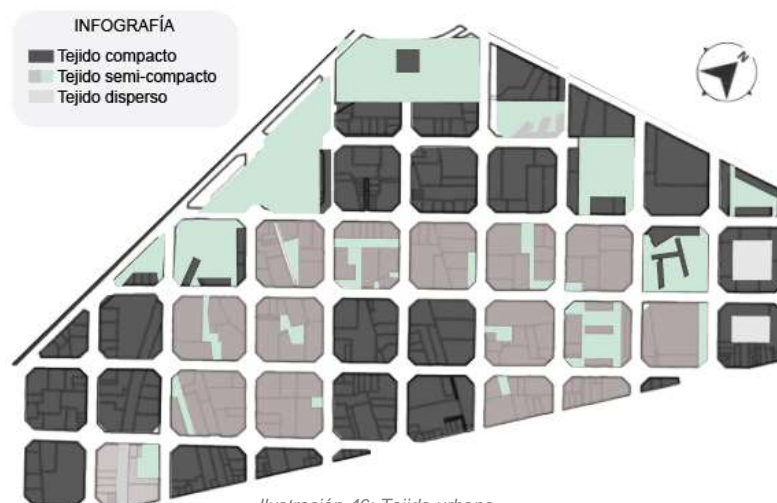 INFOGRAFÍA
Tejido compacto
Tejido semi-compacto
Tejido disperso
N
Ilustración 46: Tejido urbano